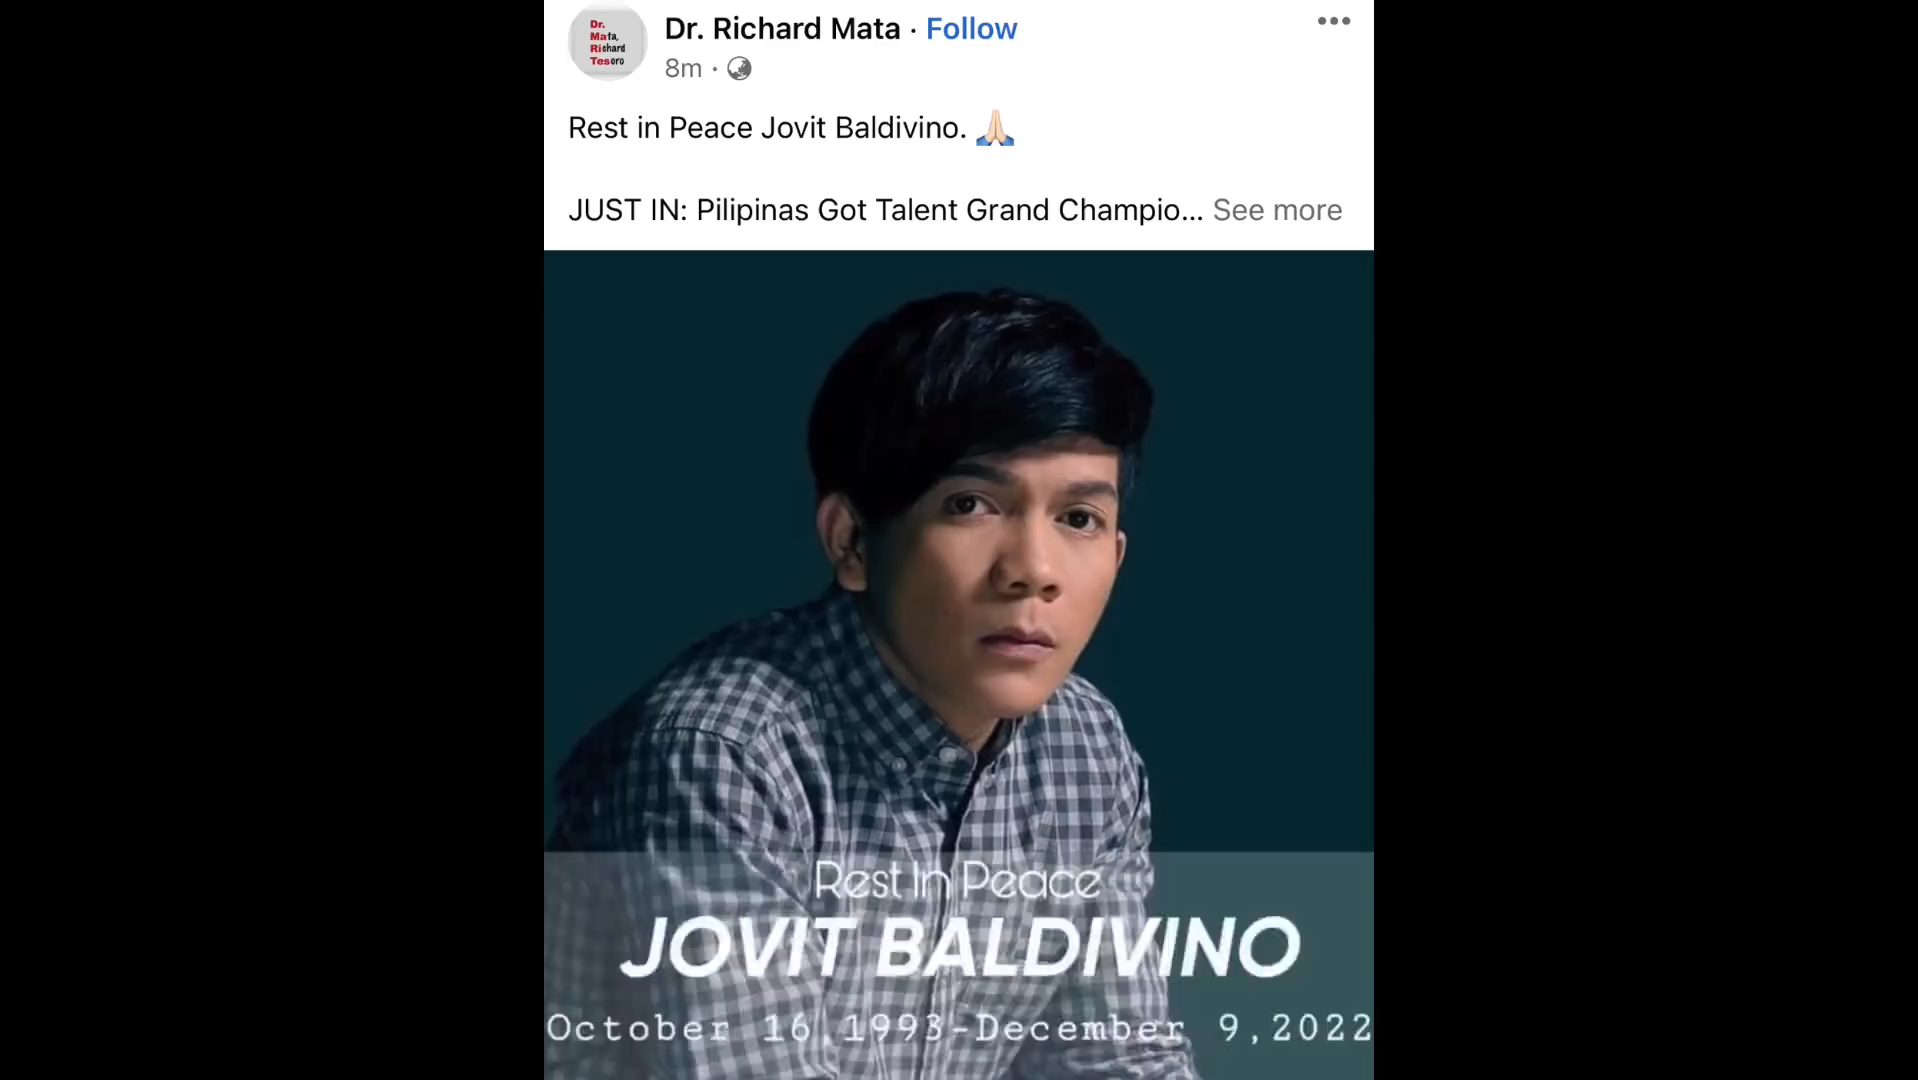 Dr.
Mata,
Richard
Tesoro
Dr. Richard Mata · Follow
8m ·
Rest in Peace Jovit Baldivino. 🙏🏻
JUST IN: Pilipinas Got Talent Grand Champio... See more
Rest In Peace
JOVIT BALDIVINO
October 16,1993-December 9,2022